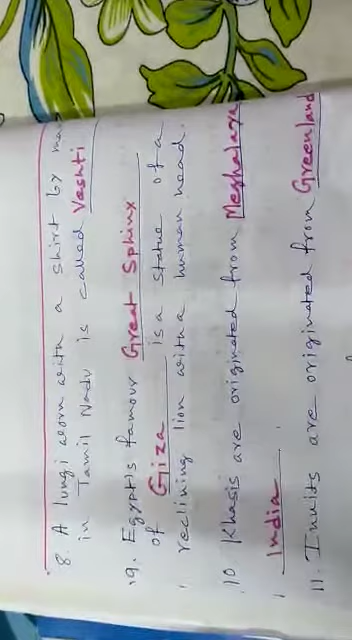 8. A lungi worn with a shirt by man
in Tamil Nadu is called Veshti
9. Egypt's famous Great Sphinx
of Giza is a statue of a
reclining lion with a human head.
10 Khasis are originated from Meghalaya
India
11. Inuits are originated from Greenland